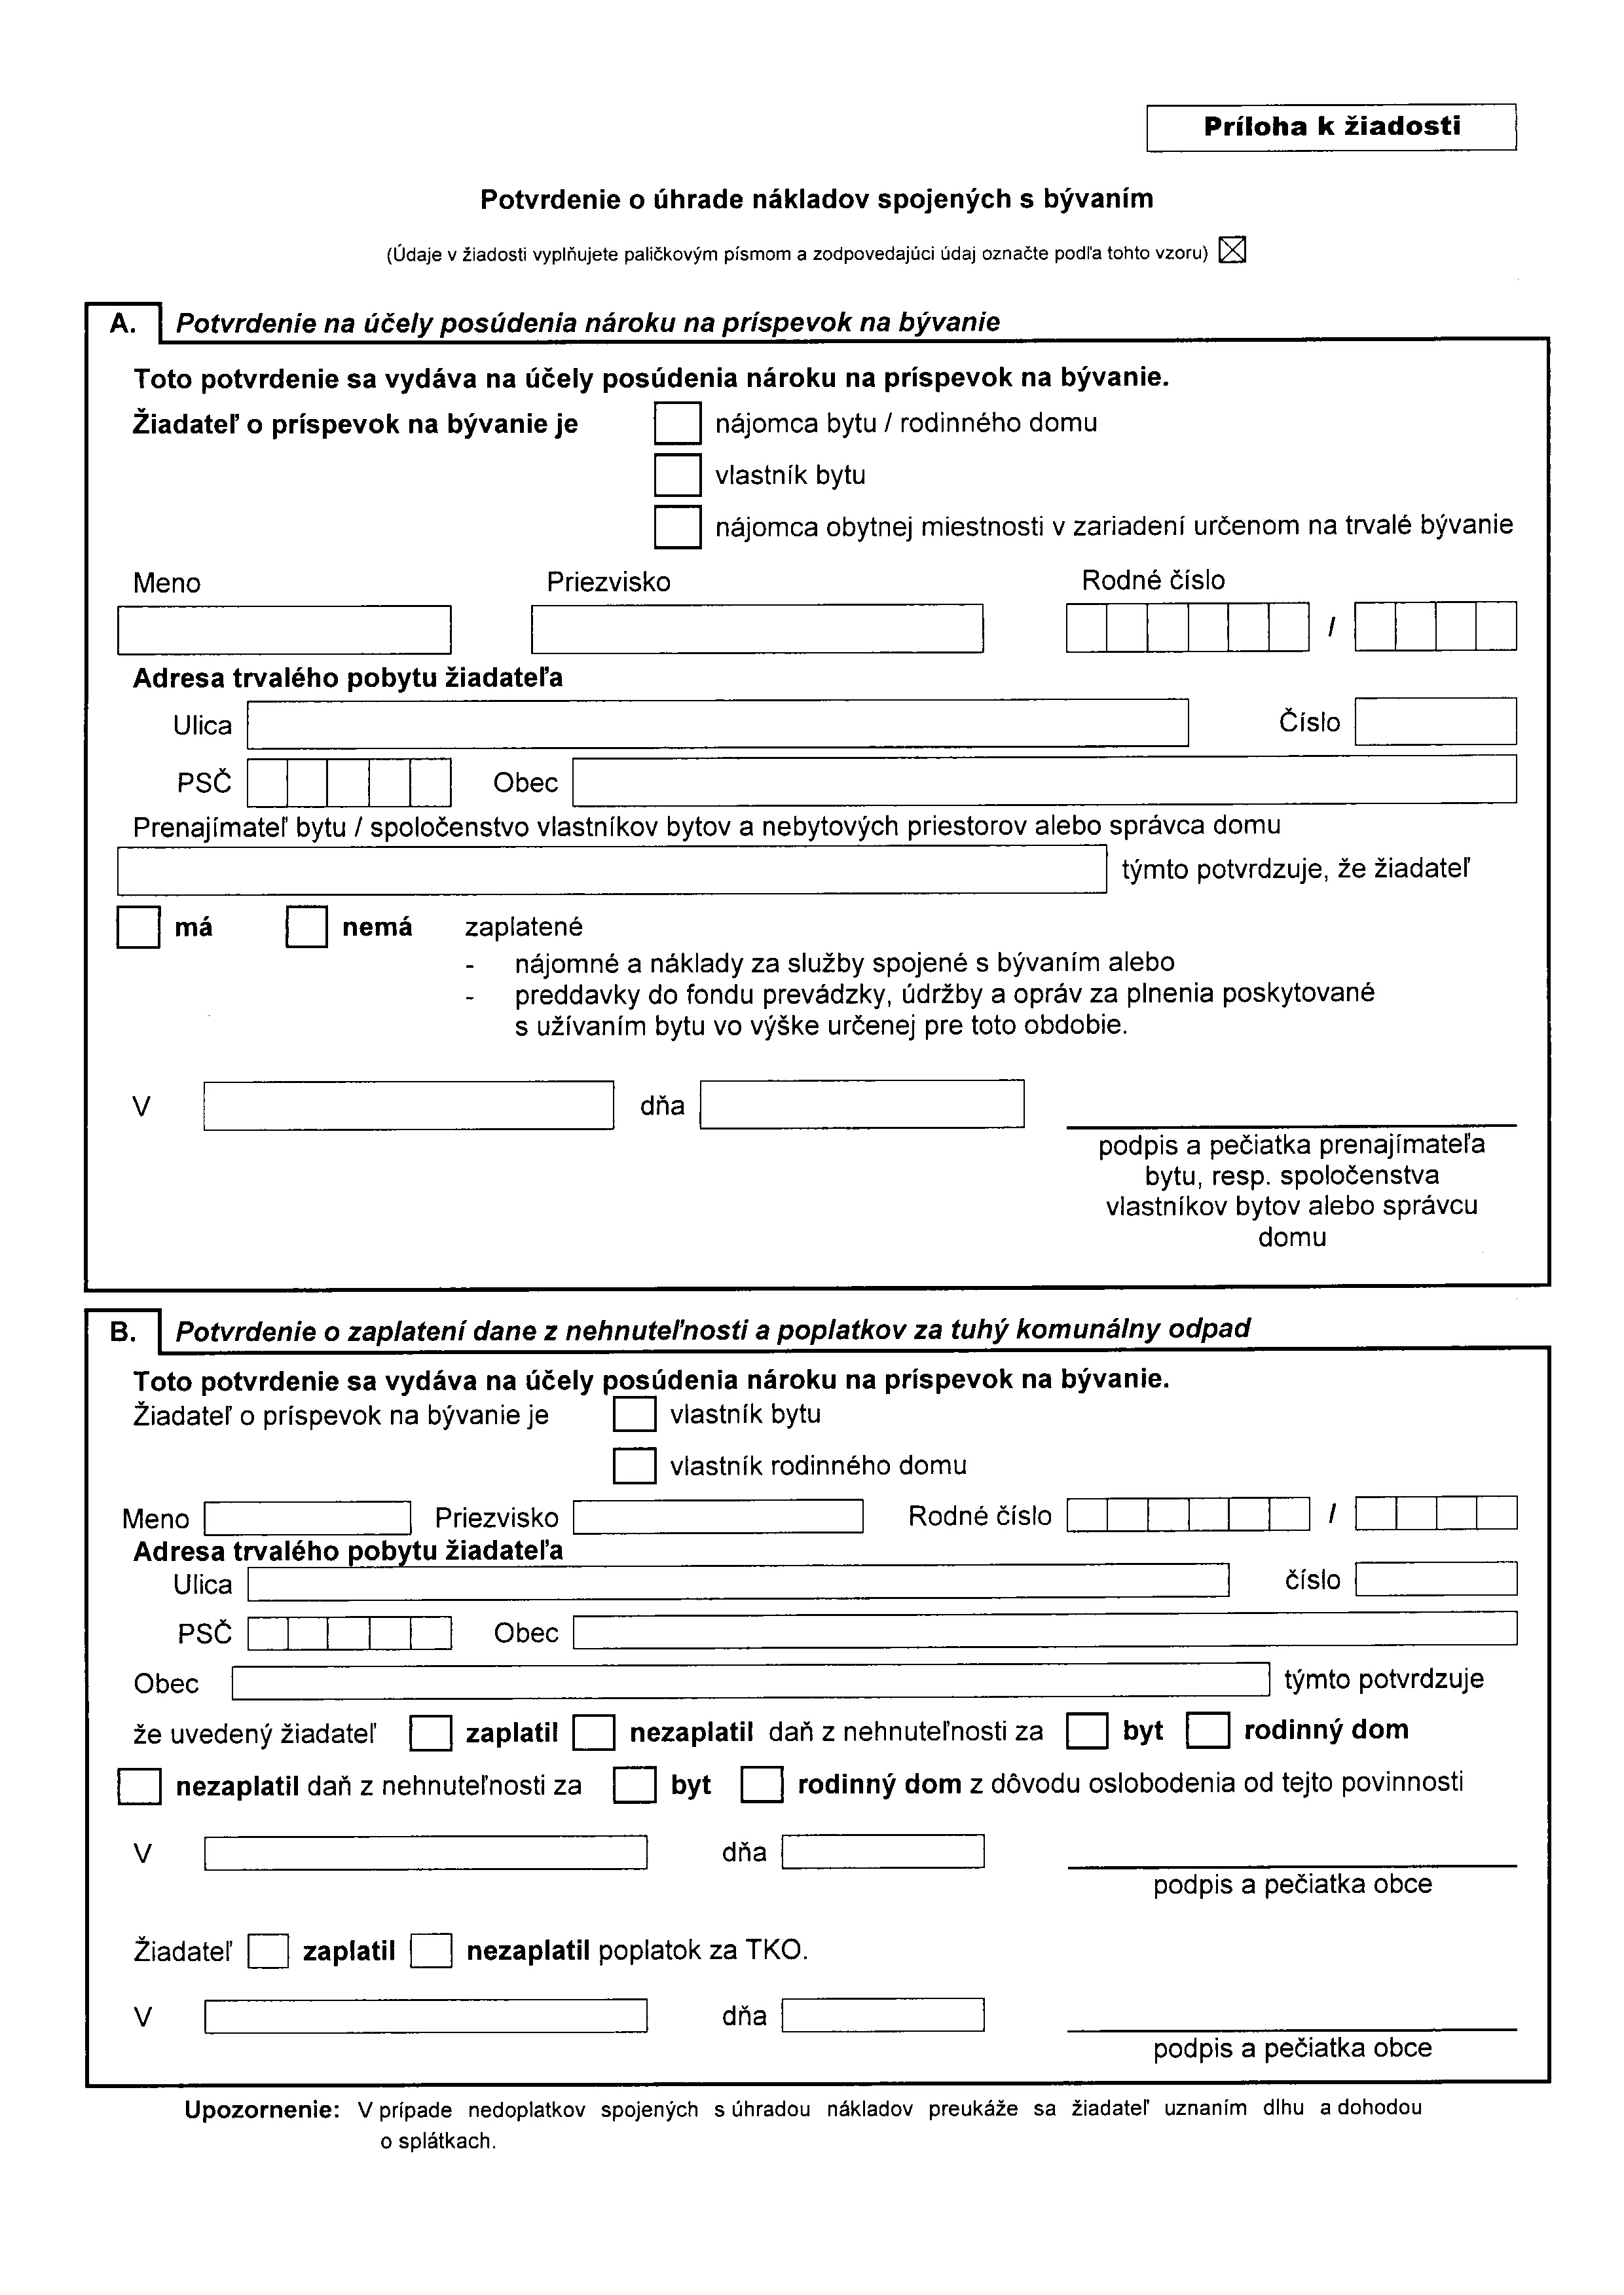 Príloha k žiadosti
Potvrdenie o úhrade nákladov spojených s bývaním
(Údaje v žiadosti vyplňujete paličkovým písmom a zodpovedajúci údaj označte podľa tohto vzoru)
A. Potvrdenie na účely posúdenia nároku na príspevok na bývanie
Toto potvrdenie sa vydáva na účely posúdenia nároku na príspevok na bývanie.
Žiadateľ o príspevok na bývanie je nájomca bytu / rodinného domu
vlastník bytu
nájomca obytnej miestnosti v zariadení určenom na trvalé bývanie
Meno Priezvisko Rodné číslo
/
Adresa trvalého pobytu žiadateľa
Ulica Číslo
PSČ Obec
Prenajímateľ bytu / spoločenstvo vlastníkov bytov a nebytových priestorov alebo správca domu
týmto potvrdzuje, že žiadateľ
má nemá zaplatené
- nájomné a náklady za služby spojené s bývaním alebo
- preddavky do fondu prevádzky, údržby a opráv za plnenia poskytované
s užívaním bytu vo výške určenej pre toto obdobie.
V dňa
podpis a pečiatka prenajímateľa
bytu, resp. spoločenstva
vlastníkov bytov alebo správcu
domu
B. Potvrdenie o zaplatení dane z nehnuteľnosti a poplatkov za tuhý komunálny odpad
Toto potvrdenie sa vydáva na účely posúdenia nároku na príspevok na bývanie.
Žiadateľ o príspevok na bývanie je vlastník bytu
vlastník rodinného domu
Meno Priezvisko Rodné číslo /
Adresa trvalého pobytu žiadateľa
Ulica číslo
PSČ Obec
Obec týmto potvrdzuje
že uvedený žiadateľ zaplatil nezaplatil daň z nehnuteľnosti za byt rodinný dom
nezaplatil daň z nehnuteľnosti za byt rodinný dom z dôvodu oslobodenia od tejto povinnosti
V dňa
podpis a pečiatka obce
Žiadateľ zaplatil nezaplatil poplatok za TKO.
V dňa
podpis a pečiatka obce
Upozornenie: V prípade nedoplatkov spojených s úhradou nákladov preukáže sa žiadateľ uznaním dlhu a dohodou
o splátkach.